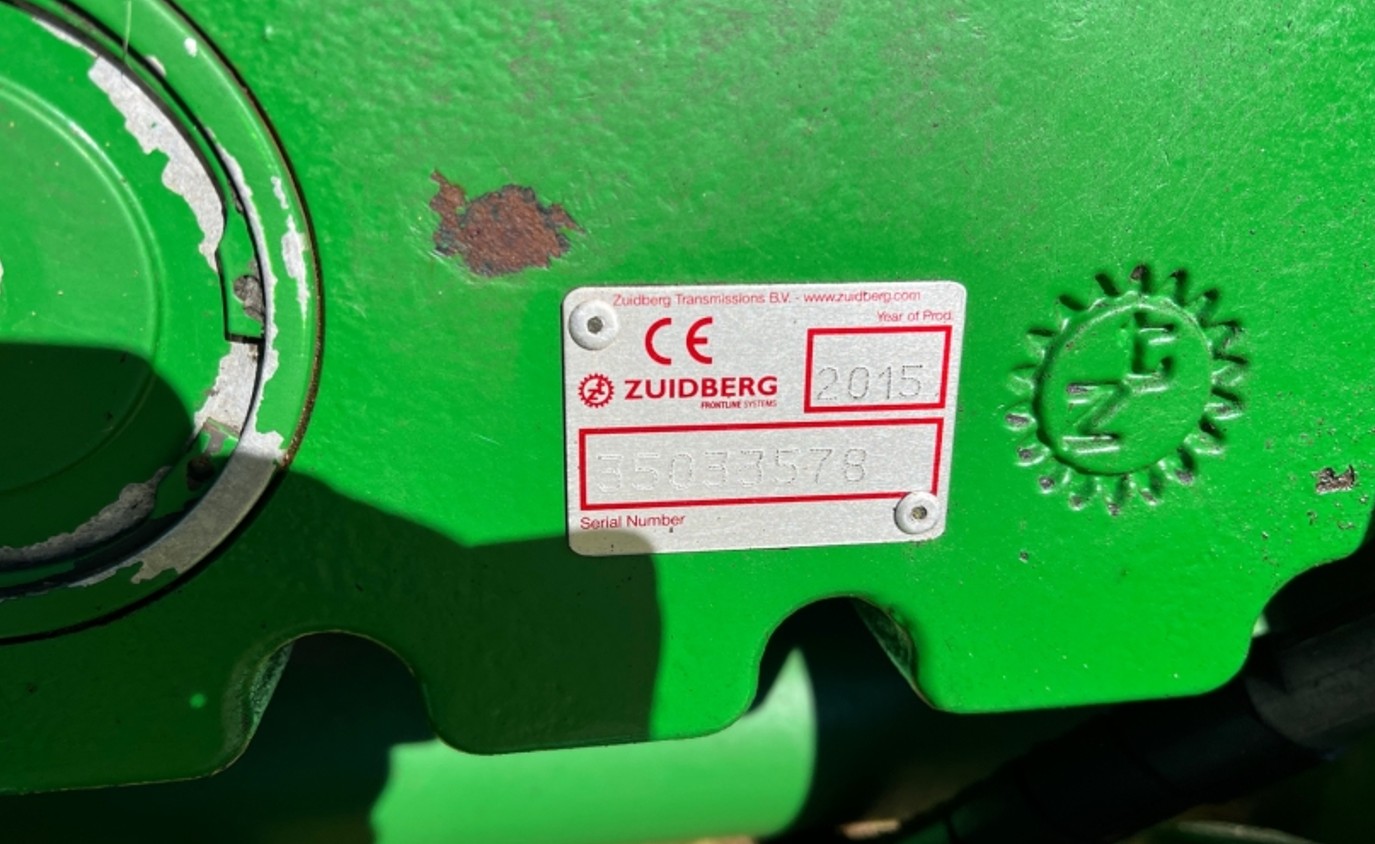 Zuidberg Transmissions B.V. - www.zuidberg.com
Year of Prod.
CE
2015
ZUIDBERG
FRONTLINE SYSTEMS
35033578
Serial Number